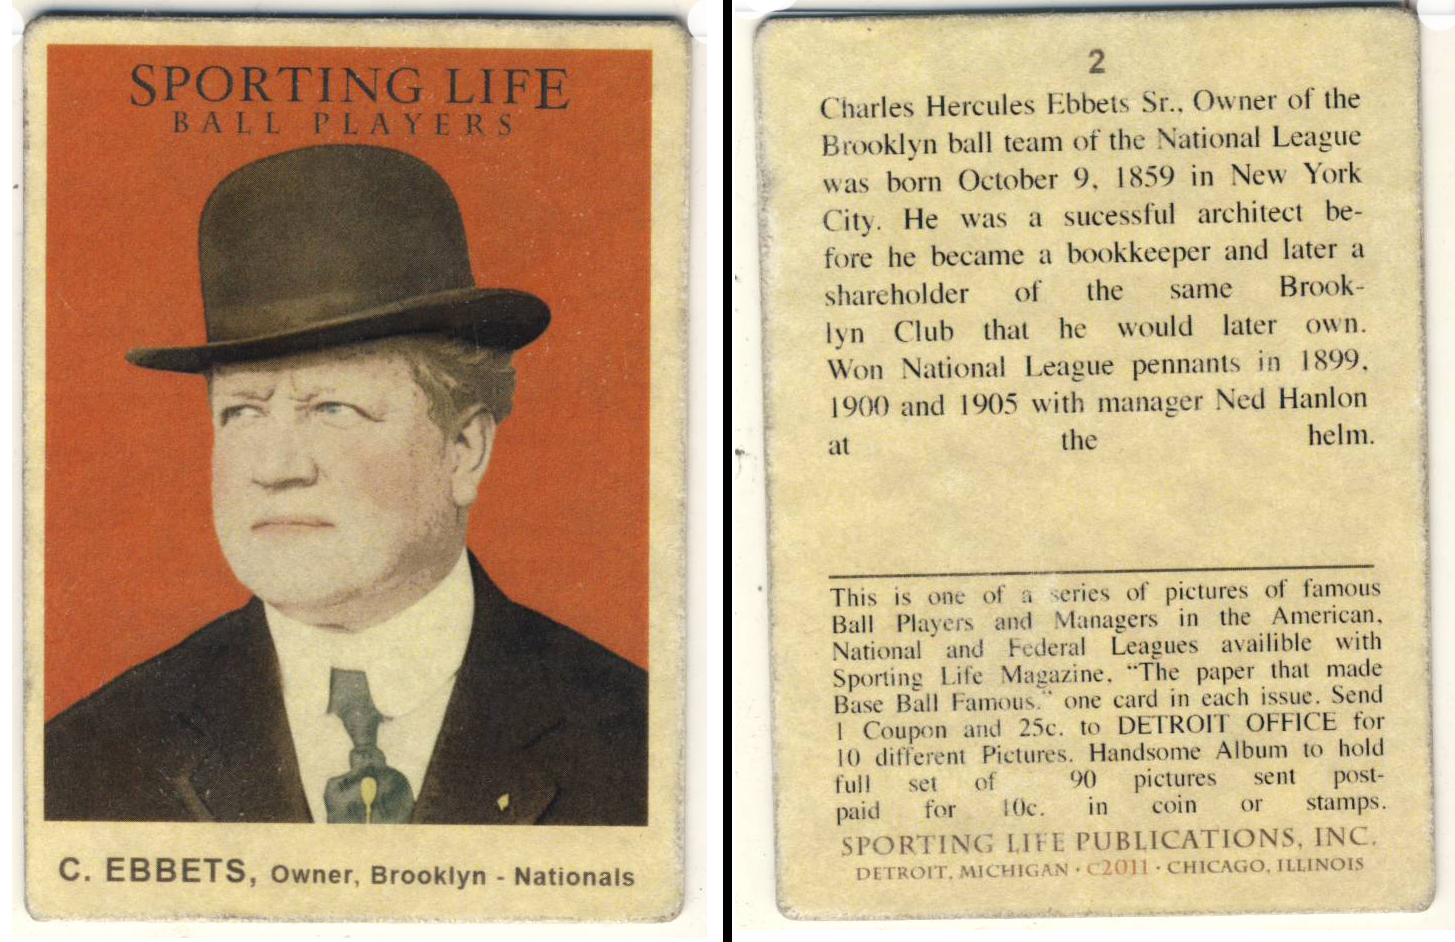 SPORTING LIFE
BALL PLAYERS
C. EBBETS, Owner, Brooklyn - Nationals
2
Charles Hercules Ebbets Sr., Owner of the
Brooklyn ball team of the National League
was born October 9, 1859 in New York
City. He was a sucessful architect be-
fore he became a bookkeeper and later a
shareholder of the same Brook-
lyn Club that he would later own.
Won National League pennants in 1899,
1900 and 1905 with manager Ned Hanlon
at the helm.
This is one of a series of pictures of famous
Ball Players and Managers in the American,
National and Federal Leagues availible with
Sporting Life Magazine, "The paper that made
Base Ball Famous." one card in each issue. Send
1 Coupon and 25c. to DETROIT OFFICE for
10 different Pictures. Handsome Album to hold
full set of 90 pictures sent post-
paid for 10c. in coin or stamps.
SPORTING LIFE PUBLICATIONS, INC.
DETROIT, MICHIGAN · C2011 · CHICAGO, ILLINOIS